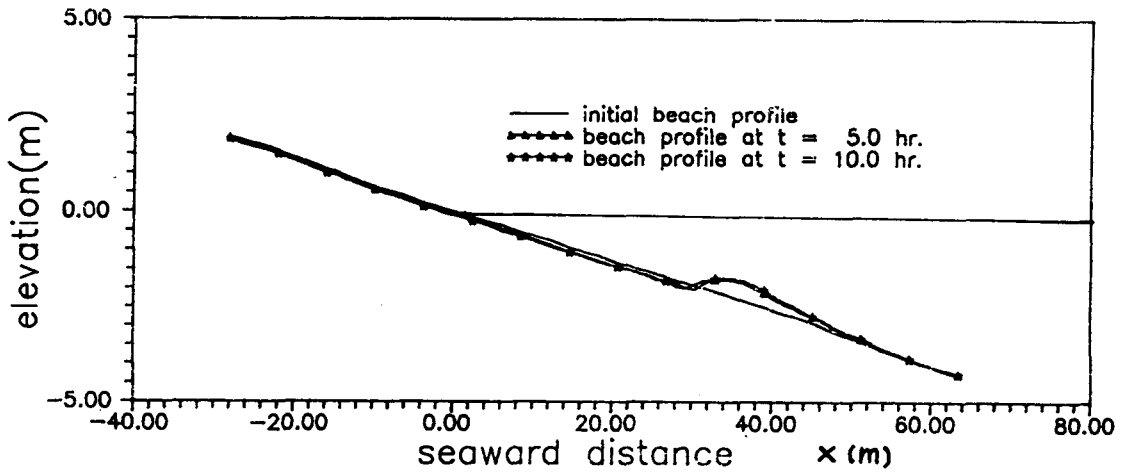 5.00
initial beach profile
beach profile at t = 5.0 hr.
beach profile at t = 10.0 hr.
0.00
elevation(m)
-5.00
-40.00 -20.00 0.00 20.00 40.00 60.00 80.00
seaward distance x (m)